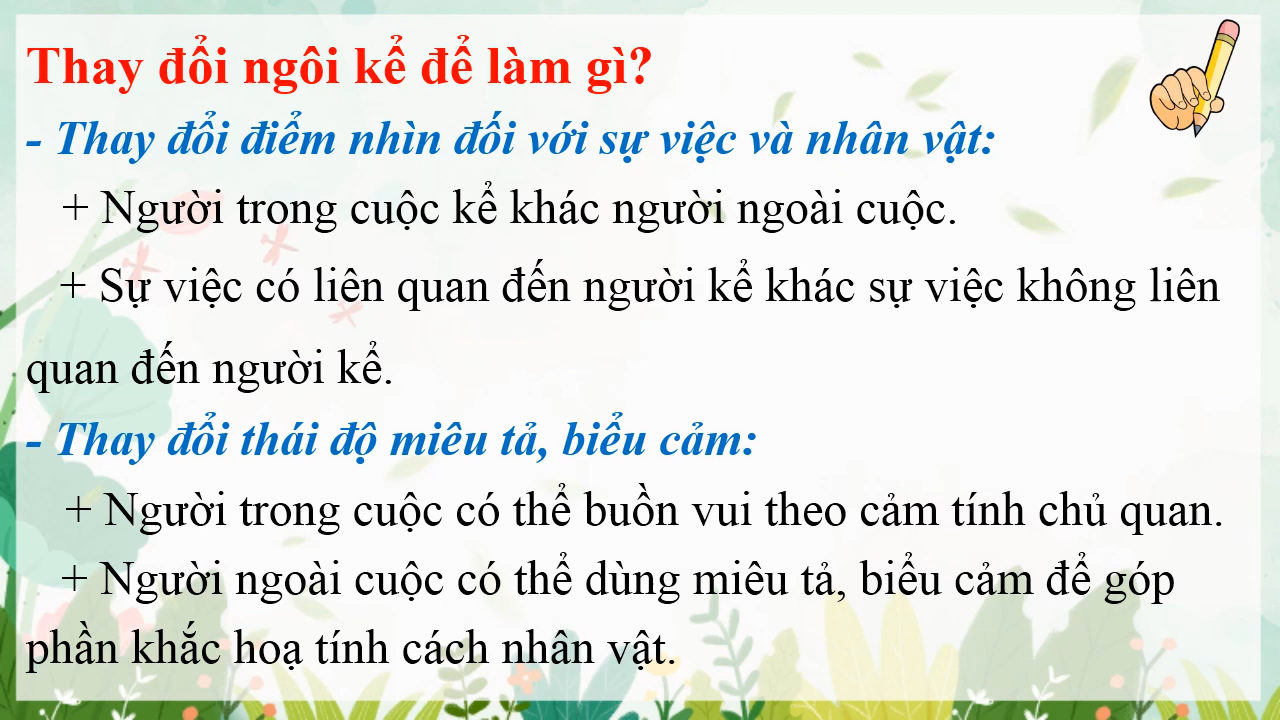 Thay đổi ngôi kể để làm gì?
- Thay đổi điểm nhìn đối với sự việc và nhân vật:
+ Người trong cuộc kể khác người ngoài cuộc.
+ Sự việc có liên quan đến người kể khác sự việc không liên
quan đến người kể.
- Thay đổi thái độ miêu tả, biểu cảm:
+ Người trong cuộc có thể buồn vui theo cảm tính chủ quan.
+ Người ngoài cuộc có thể dùng miêu tả, biểu cảm để góp
phần khắc hoạ tính cách nhân vật.